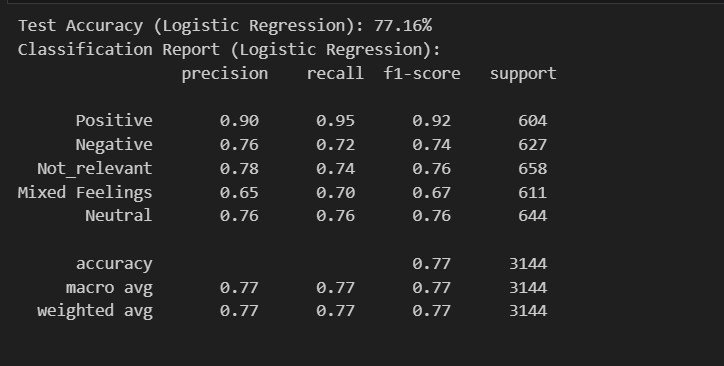 Test Accuracy (Logistic Regression): 77.16%
Classification Report (Logistic Regression):
precision recall f1-score support
Positive 0.90 0.95 0.92 604
Negative 0.76 0.72 0.74 627
Not_relevant 0.78 0.74 0.76 658
Mixed Feelings 0.65 0.70 0.67 611
Neutral 0.76 0.76 0.76 644
accuracy 0.77 3144
macro avg 0.77 0.77 0.77 3144
weighted avg 0.77 0.77 0.77 3144